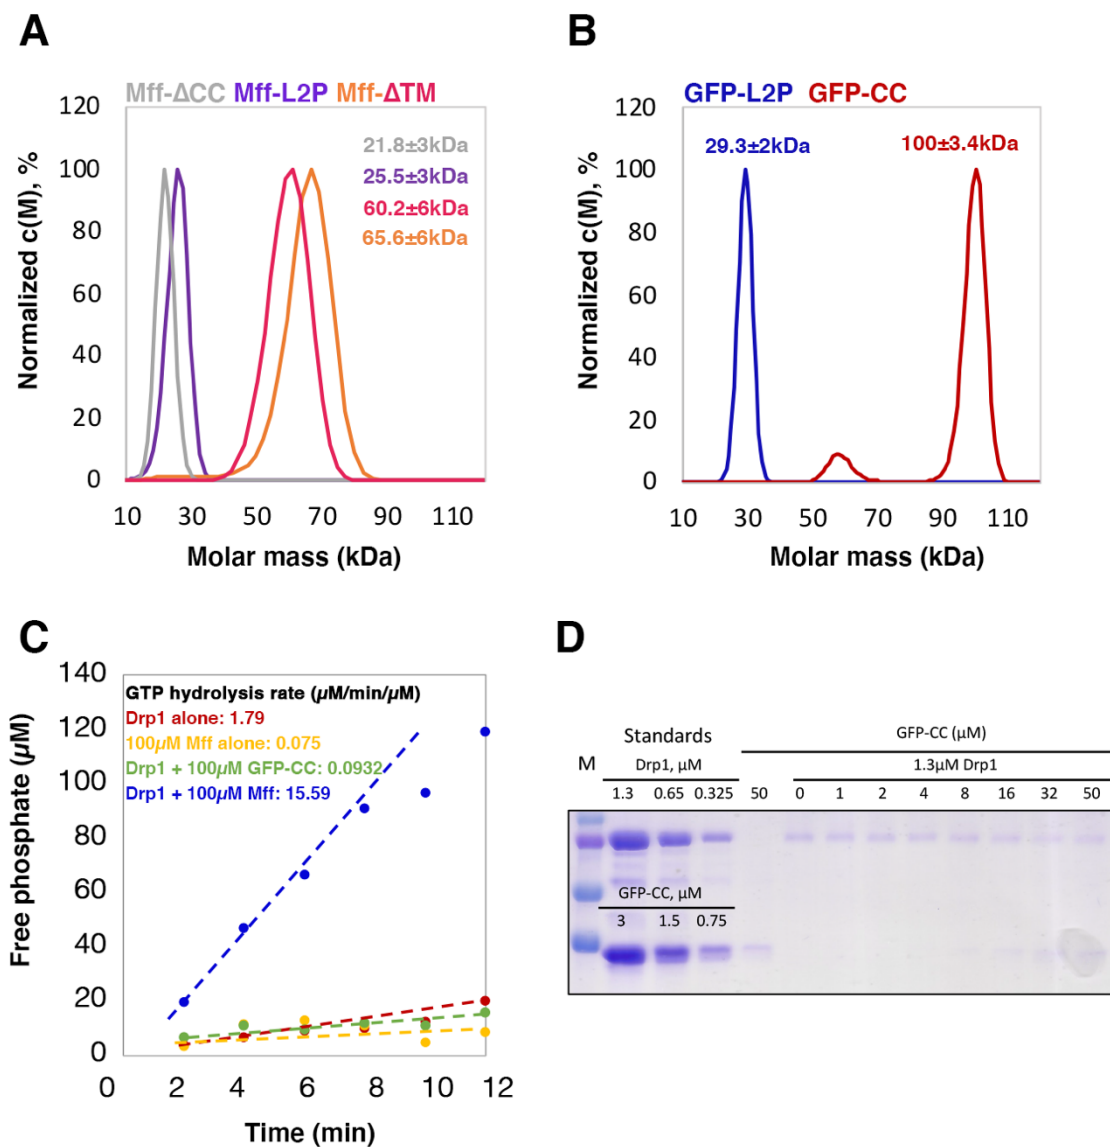 A
Mff-ΔCC Mff-L2P Mff-ΔTM
Normalized c(M), %
120
100
80
60
40
20
0
21.8±3kDa
25.5±3kDa
60.2±6kDa
65.6±6kDa
10 30 50 70 90 110
Molar mass (kDa)
B
GFP-L2P GFP-CC
Normalized c(M), %
120
100
80
60
40
20
0
29.3±2kDa 100±3.4kDa
10 30 50 70 90 110
Molar mass (kDa)
C
Free phosphate (µM)
140
120
100
80
60
40
20
0
GTP hydrolysis rate (µM/min/µM)
Drp1 alone: 1.79
100µM Mff alone: 0.075
Drp1 + 100µM GFP-CC: 0.0932
Drp1 + 100µM Mff: 15.59
0 2 4 6 8 10 12
Time (min)
D
Standards GFP-CC (µM)
M Drp1, µM 1.3µM Drp1
1.3 0.65 0.325 50 0 1 2 4 8 16 32 50
GFP-CC, µM
3 1.5 0.75